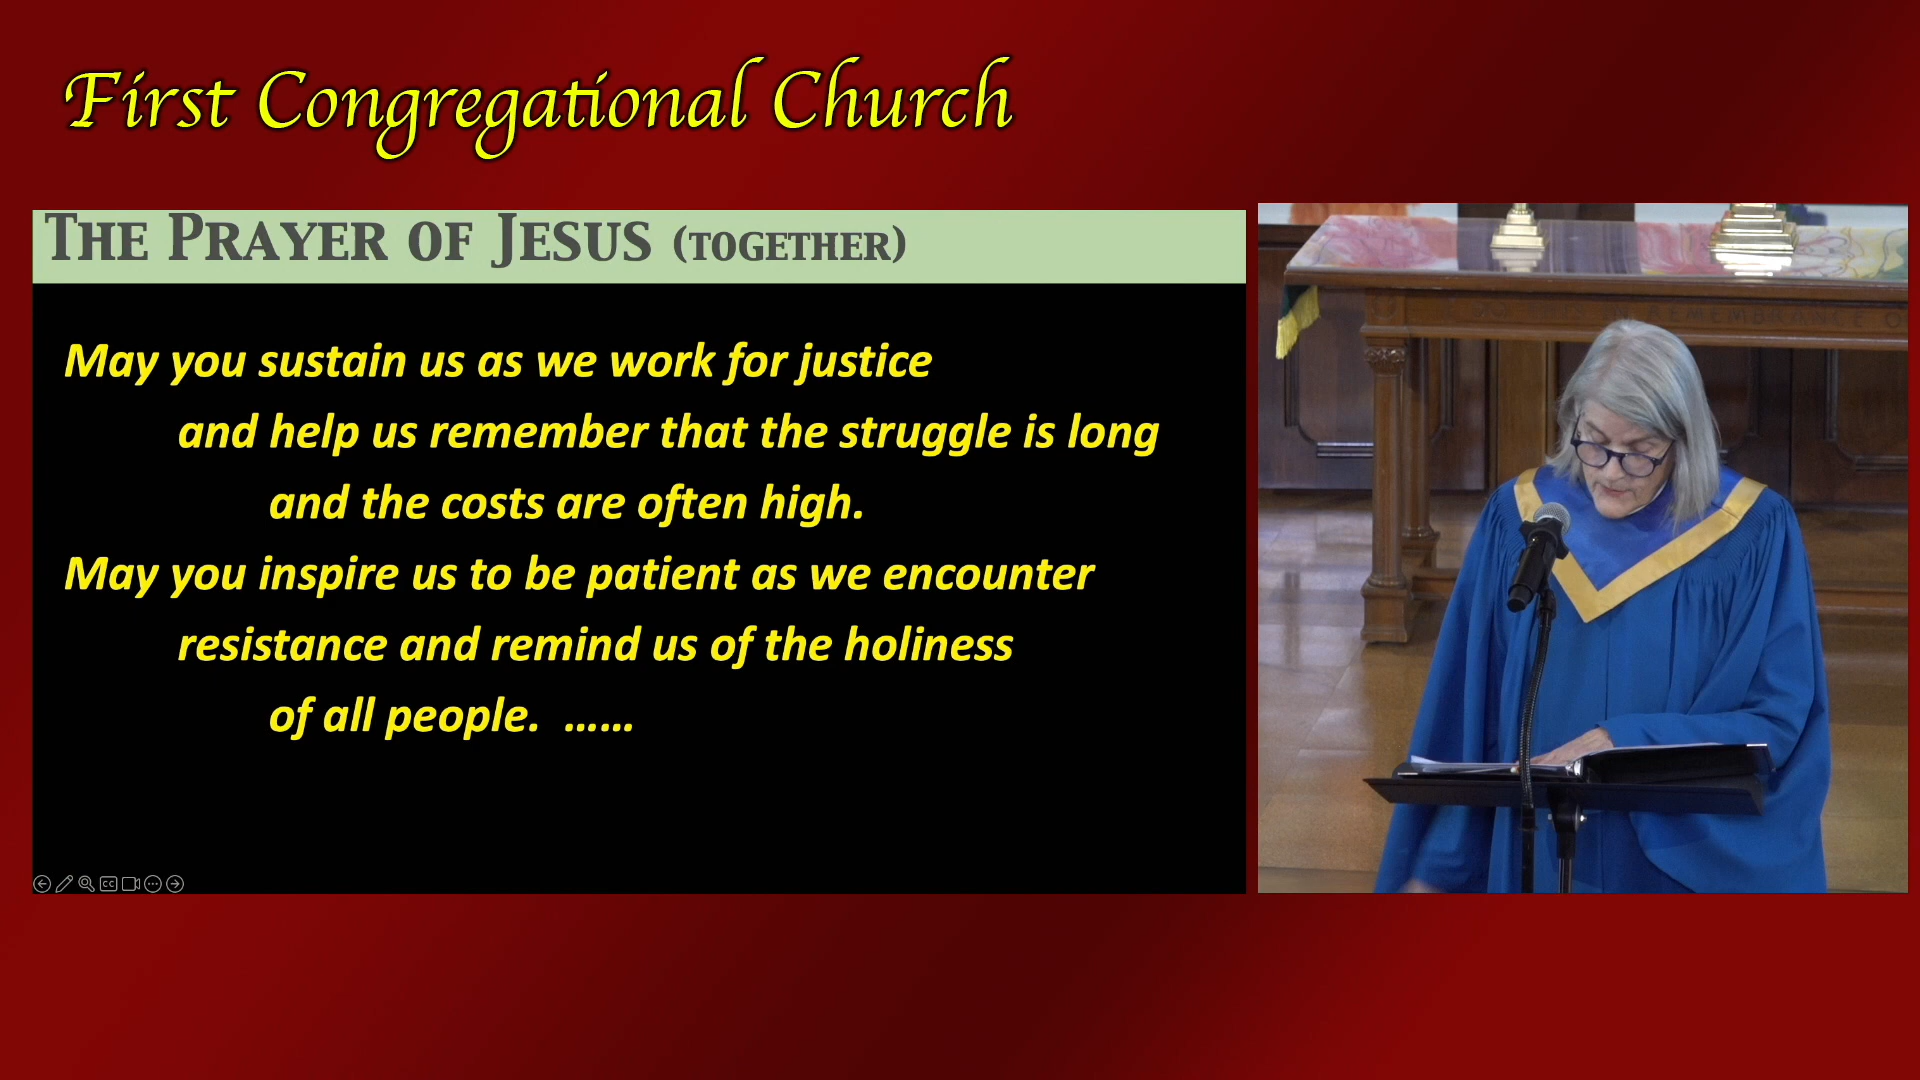 First Congregational Church
THE PRAYER OF JESUS (TOGETHER)
May you sustain us as we work for justice
and help us remember that the struggle is long
and the costs are often high.
May you inspire us to be patient as we encounter
resistance and remind us of the holiness
of all people. ......
REMEMBRANCE O